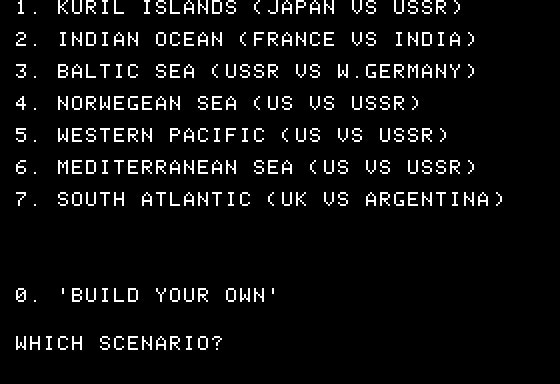 1. KURIL ISLANDS (JAPAN VS USSR)
2. INDIAN OCEAN (FRANCE VS INDIA)
3. BALTIC SEA (USSR VS W.GERMANY)
4. NORWEGEAN SEA (US VS USSR)
5. WESTERN PACIFIC (US VS USSR)
6. MEDITERRANEAN SEA (US VS USSR)
7. SOUTH ATLANTIC (UK VS ARGENTINA)
0. 'BUILD YOUR OWN'
WHICH SCENARIO?